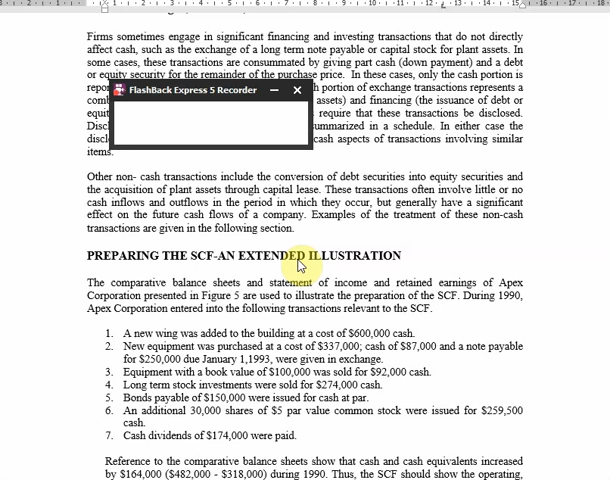 Firms sometimes engage in significant financing and investing transactions that do not directly
affect cash, such as the exchange of a long term note payable or capital stock for plant assets. In
some cases, these transactions are consummated by giving part cash (down payment) and a debt
or equity security for the remainder of the purchase price. In these cases, only the cash portion is
repor h portion of exchange transactions represents a
comb assets) and financing (the issuance of debt or
equit require that these transactions be disclosed.
Discl summarized in a schedule. In either case the
discl cash aspects of transactions involving similar
items.
FlashBack Express 5 Recorder
Other non- cash transactions include the conversion of debt securities into equity securities and
the acquisition of plant assets through capital lease. These transactions often involve little or no
cash inflows and outflows in the period in which they occur, but generally have a significant
effect on the future cash flows of a company. Examples of the treatment of these non-cash
transactions are given in the following section.
PREPARING THE SCF-AN EXTENDED ILLUSTRATION
The comparative balance sheets and statement of income and retained earnings of Apex
Corporation presented in Figure 5 are used to illustrate the preparation of the SCF. During 1990,
Apex Corporation entered into the following transactions relevant to the SCF.
1. A new wing was added to the building at a cost of $600,000 cash.
2. New equipment was purchased at a cost of $337,000; cash of $87,000 and a note payable
for $250,000 due January 1,1993, were given in exchange.
3. Equipment with a book value of $100,000 was sold for $92,000 cash.
4. Long term stock investments were sold for $274,000 cash.
5. Bonds payable of $150,000 were issued for cash at par.
6. An additional 30,000 shares of $5 par value common stock were issued for $259,500
cash.
7. Cash dividends of $174,000 were paid.
Reference to the comparative balance sheets show that cash and cash equivalents increased
by $164,000 ($482,000 - $318,000) during 1990. Thus, the SCF should show the operating,